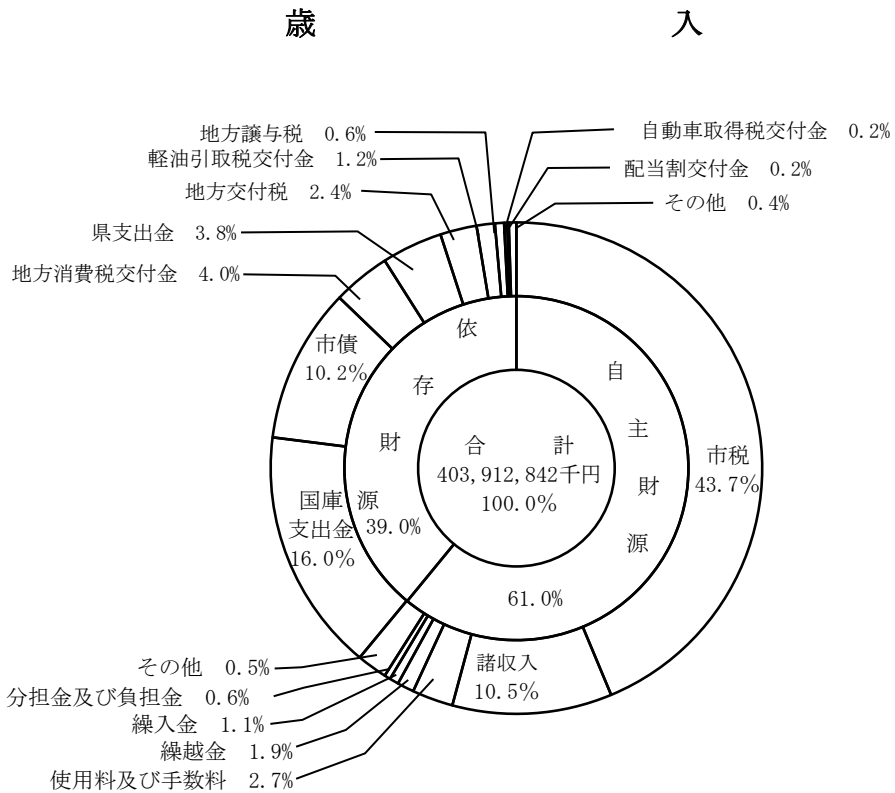 歳　入
地方譲与税　0.6%
自動車取得税交付金　0.2%
軽油引取税交付金　1.2%
配当割交付金　0.2%
地方交付税　2.4%
その他　0.4%
県支出金　3.8%
地方消費税交付金　4.0%
市債
10.2%
国庫
支出金
16.0%
依存財源
39.0%
合　計
403,912,842千円
100.0%
自主財源
61.0%
市税
43.7%
諸収入
10.5%
その他　0.5%
分担金及び負担金　0.6%
繰入金　1.1%
繰越金　1.9%
使用料及び手数料　2.7%